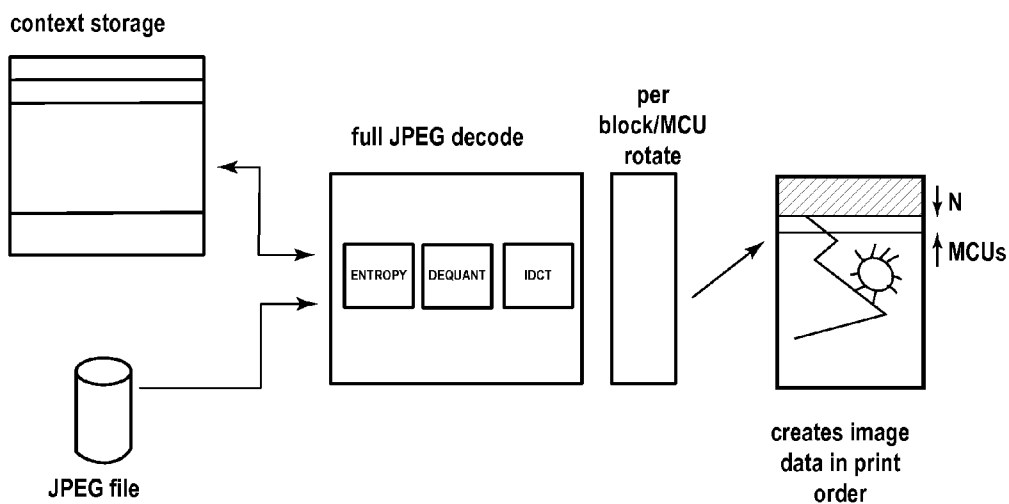 context storage
full JPEG decode
per
block/MCU
rotate
ENTROPY
DEQUANT
IDCT
N
MCUs
JPEG file
creates image
data in print
order